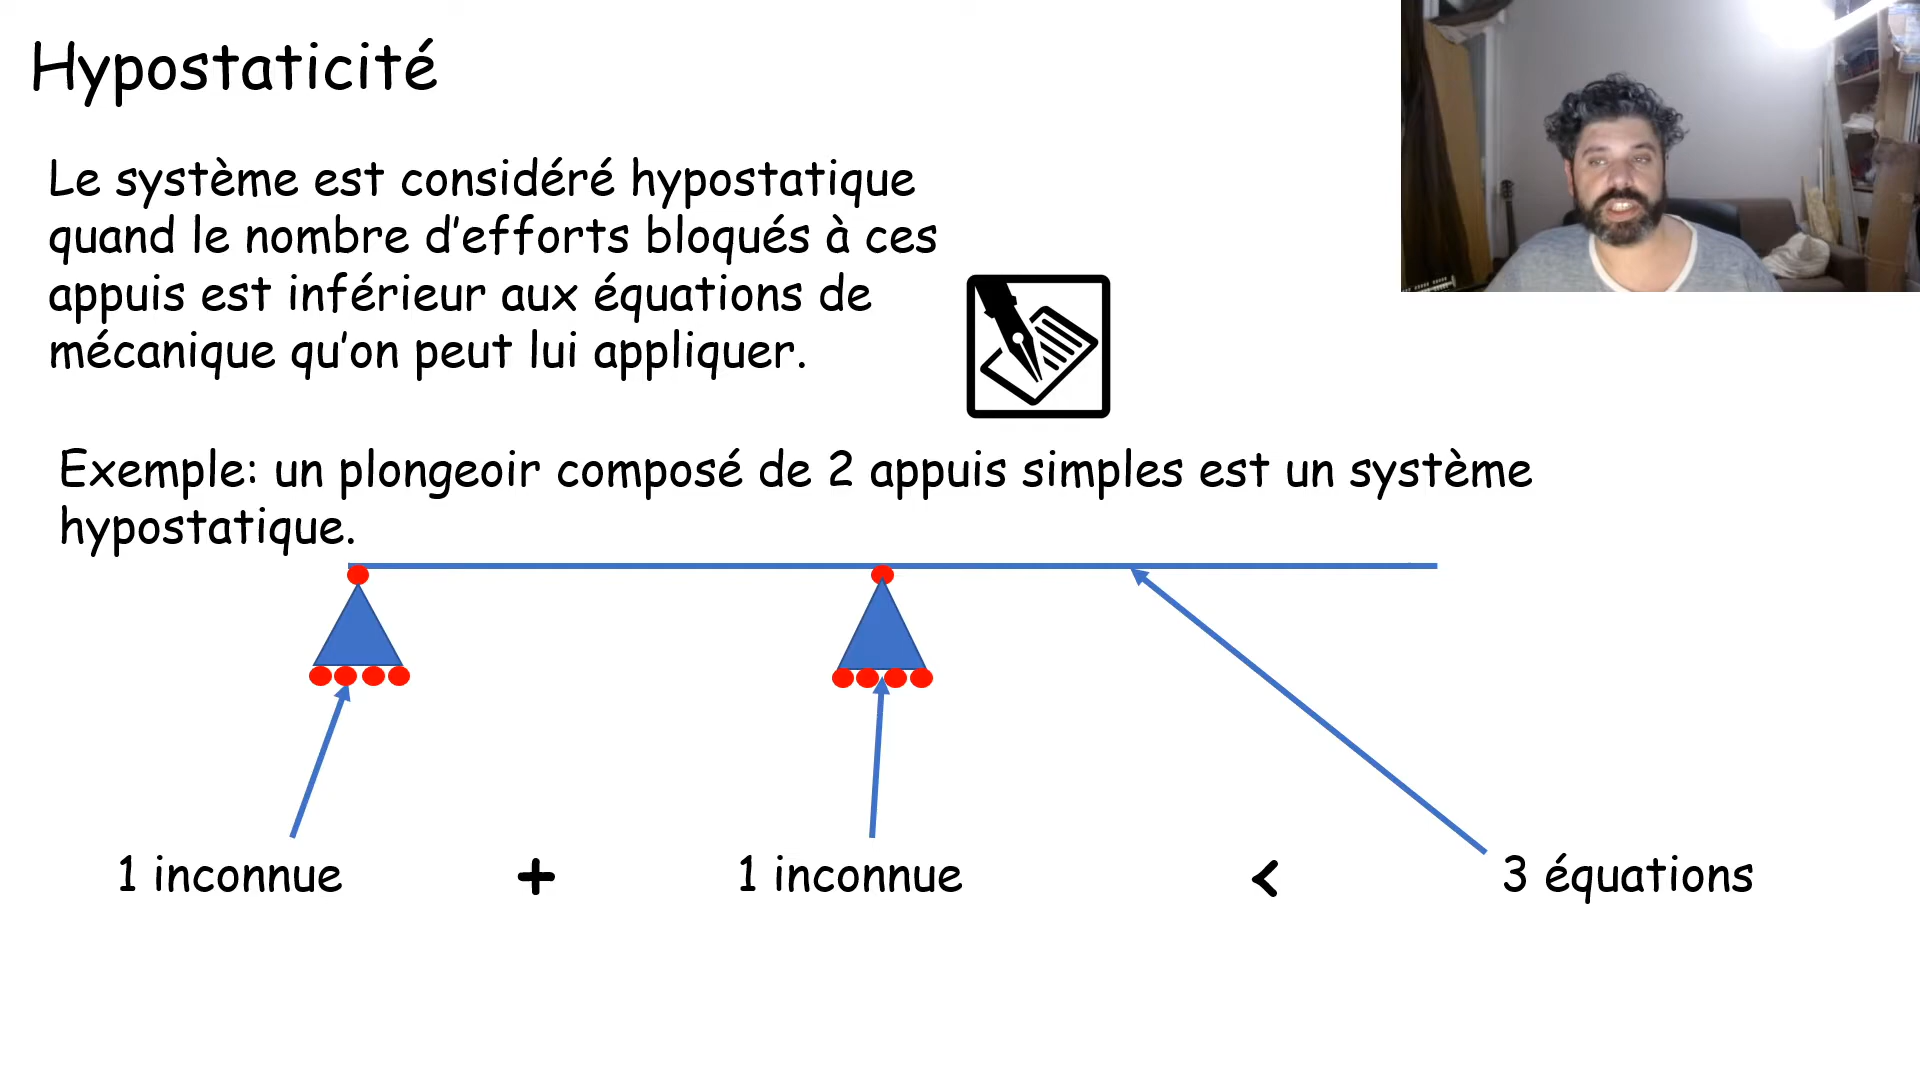 Hypostaticité
Le système est considéré hypostatique
quand le nombre d'efforts bloqués à ces
appuis est inférieur aux équations de
mécanique qu'on peut lui appliquer.
Exemple: un plongeoir composé de 2 appuis simples est un système
hypostatique.
1 inconnue + 1 inconnue < 3 équations